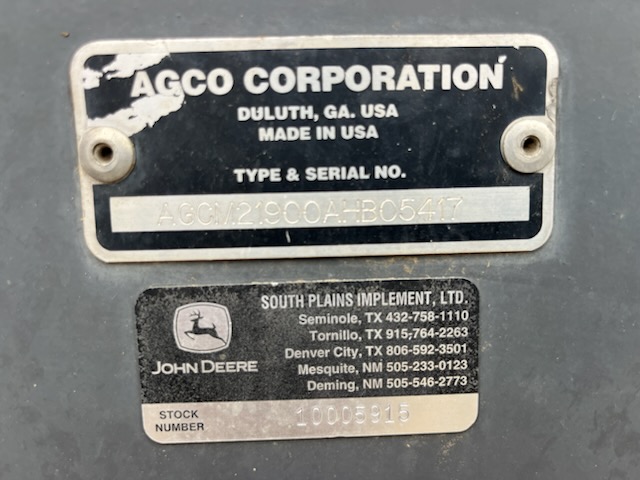 AGCO CORPORATION
DULUTH, GA. USA
MADE IN USA
TYPE & SERIAL NO.
AGCM21900AHB05417
JOHN DEERE
SOUTH PLAINS IMPLEMENT, LTD.
Seminole, TX 432-758-1110
Tornillo, TX 915-764-2263
Denver City, TX 806-592-3501
Mesquite, NM 505-233-0123
Deming, NM 505-546-2773
STOCK
NUMBER
10005915